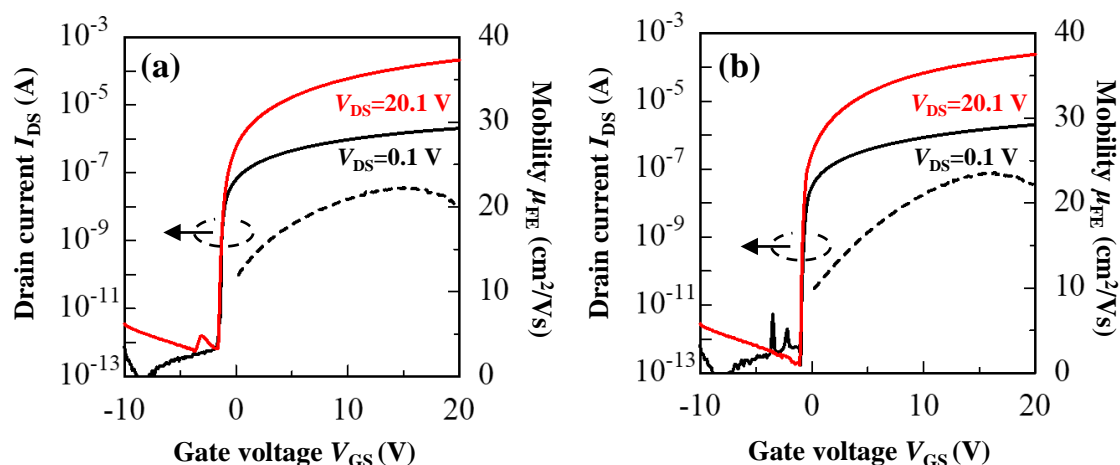 (a)
Drain current I_DS (A)
10⁻³
10⁻⁵
10⁻⁷
10⁻⁹
10⁻¹¹
10⁻¹³
V_DS=20.1 V
V_DS=0.1 V
40
30
20
10
0
Mobility μ_FE (cm²/Vs)
-10
0
10
20
Gate voltage V_GS (V)
(b)
Drain current I_DS (A)
10⁻³
10⁻⁵
10⁻⁷
10⁻⁹
10⁻¹¹
10⁻¹³
V_DS=20.1 V
V_DS=0.1 V
40
30
20
10
0
Mobility μ_FE (cm²/Vs)
-10
0
10
20
Gate voltage V_GS (V)